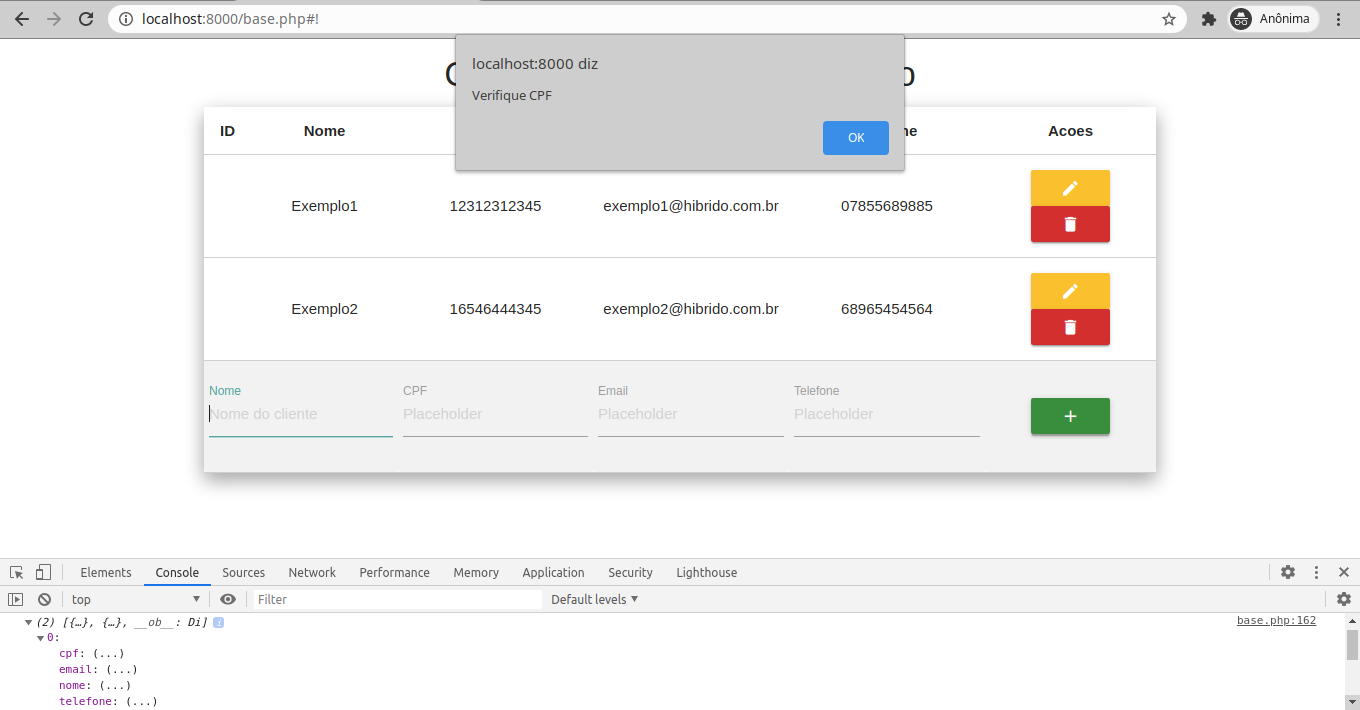 localhost:8000/base.php#!
Anônima
localhost:8000 diz
Verifique CPF
OK
ID Nome Acoes
Exemplo1 12312312345 exemplo1@hibrido.com.br 07855689885
Exemplo2 16546444345 exemplo2@hibrido.com.br 68965454564
Nome CPF Email Telefone
Nome do cliente Placeholder Placeholder Placeholder
Elements Console Sources Network Performance Memory Application Security Lighthouse
top Filter Default levels
(2) [{…}, {…}, __ob__: Di] base.php:162
0:
cpf: (...)
email: (...)
nome: (...)
telefone: (...)